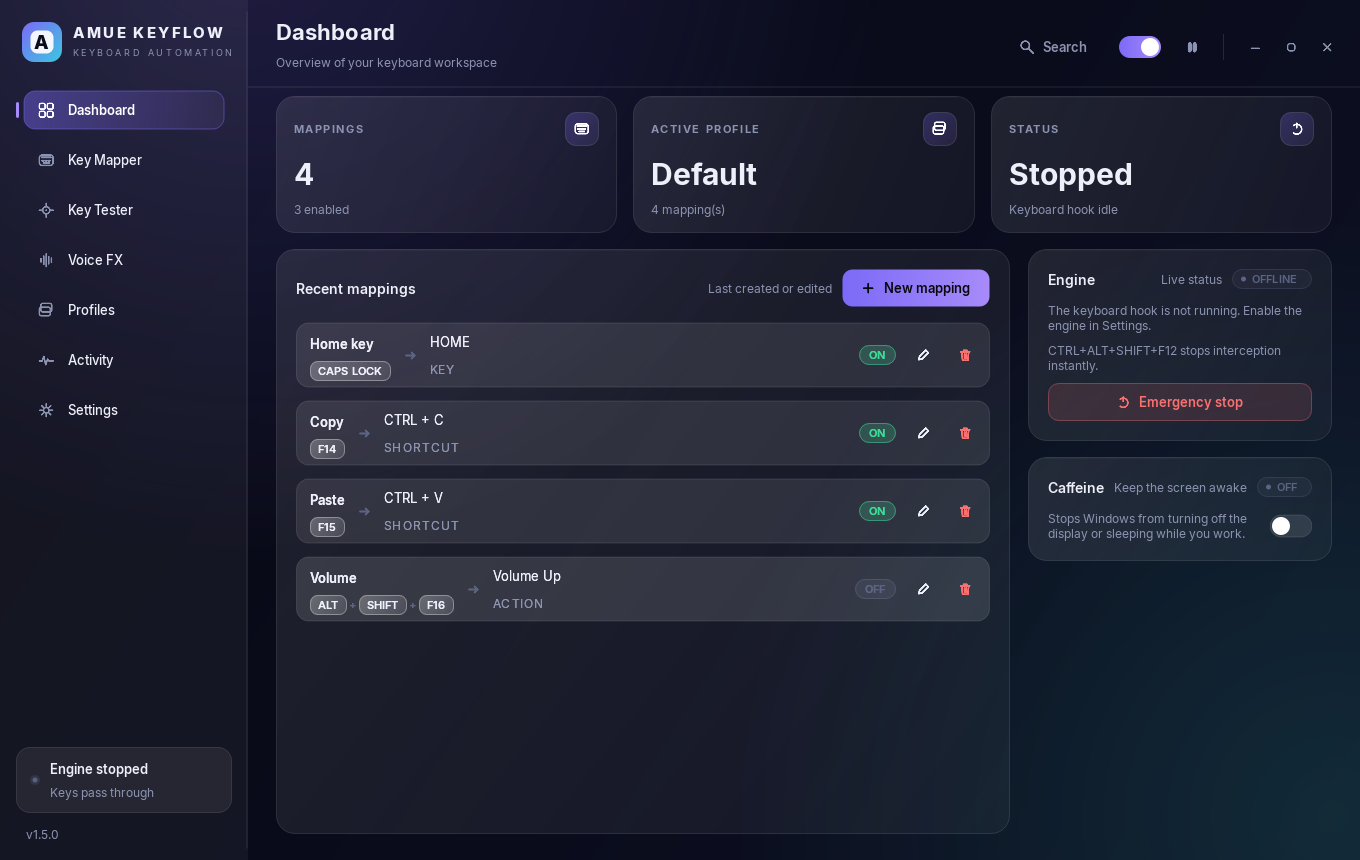 A
AMUE KEYFLOW
KEYBOARD AUTOMATION
Dashboard
Key Mapper
Key Tester
Voice FX
Profiles
Activity
Settings
Engine stopped
Keys pass through
v1.5.0
Dashboard
Overview of your keyboard workspace
Search
MAPPINGS
4
3 enabled
ACTIVE PROFILE
Default
4 mapping(s)
STATUS
Stopped
Keyboard hook idle
Recent mappings
Last created or edited
+ New mapping
Home key
CAPS LOCK
HOME
KEY
ON
Copy
F14
CTRL + C
SHORTCUT
ON
Paste
F15
CTRL + V
SHORTCUT
ON
Volume
ALT + SHIFT + F16
Volume Up
ACTION
OFF
Engine
Live status
OFFLINE
The keyboard hook is not running. Enable the
engine in Settings.
CTRL+ALT+SHIFT+F12 stops interception
instantly.
Emergency stop
Caffeine
Keep the screen awake
OFF
Stops Windows from turning off the
display or sleeping while you work.